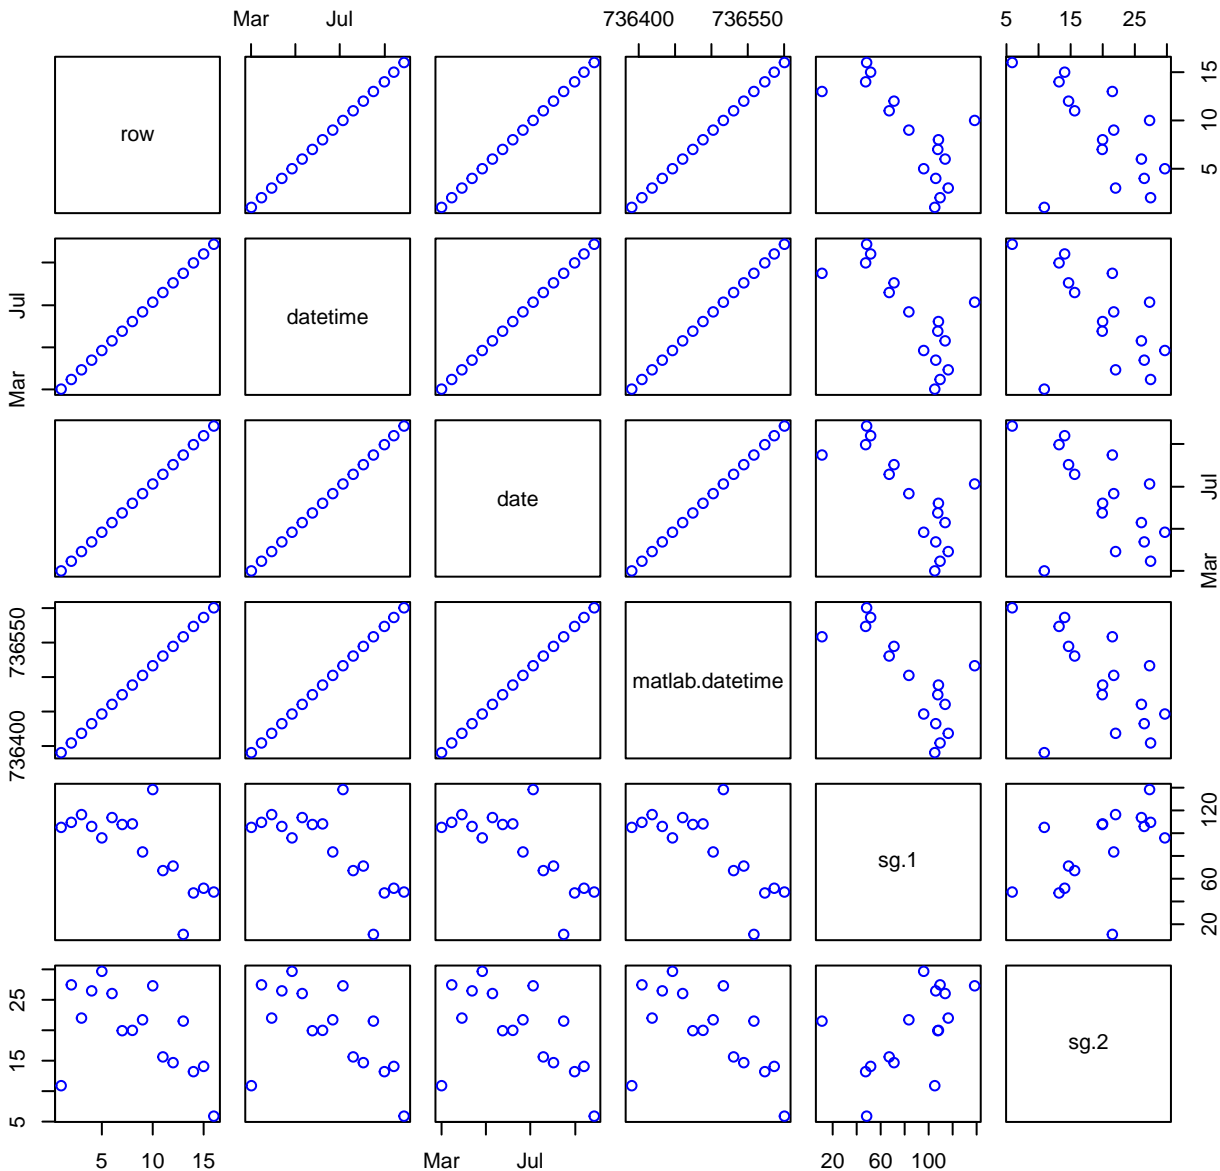 Mar Jul 736400 736550 5 15 25
row 5 10 15
Mar Jul datetime
date Mar Jul
736400 736550 matlab.datetime
sg.1 20 60 120
5 15 25 sg.2
5 10 15 Mar Jul 20 60 100